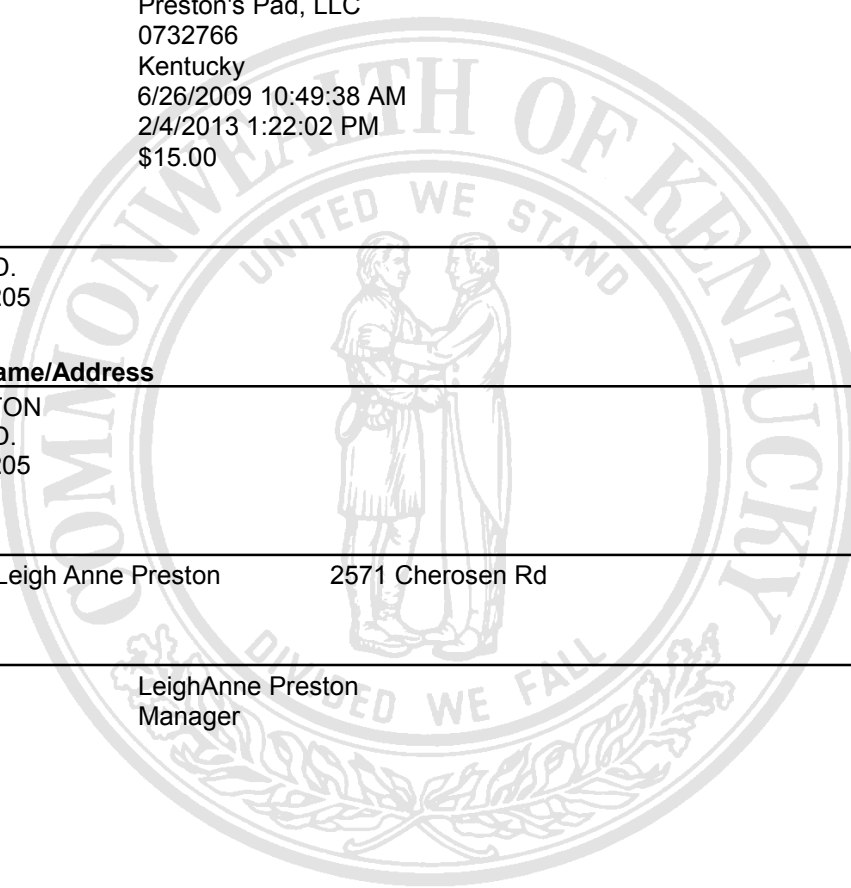 Preston's Pad, LLC
0732766
Kentucky
6/26/2009 10:49:38 AM
2/4/2013 1:22:02 PM
$15.00
COMMONWEALTH OF KENTUCKY
UNITED WE STAND
D.
205
ame/Address
TON
D.
205
Leigh Anne Preston 2571 Cherosen Rd
DIVIDED WE FALL
LeighAnne Preston
Manager